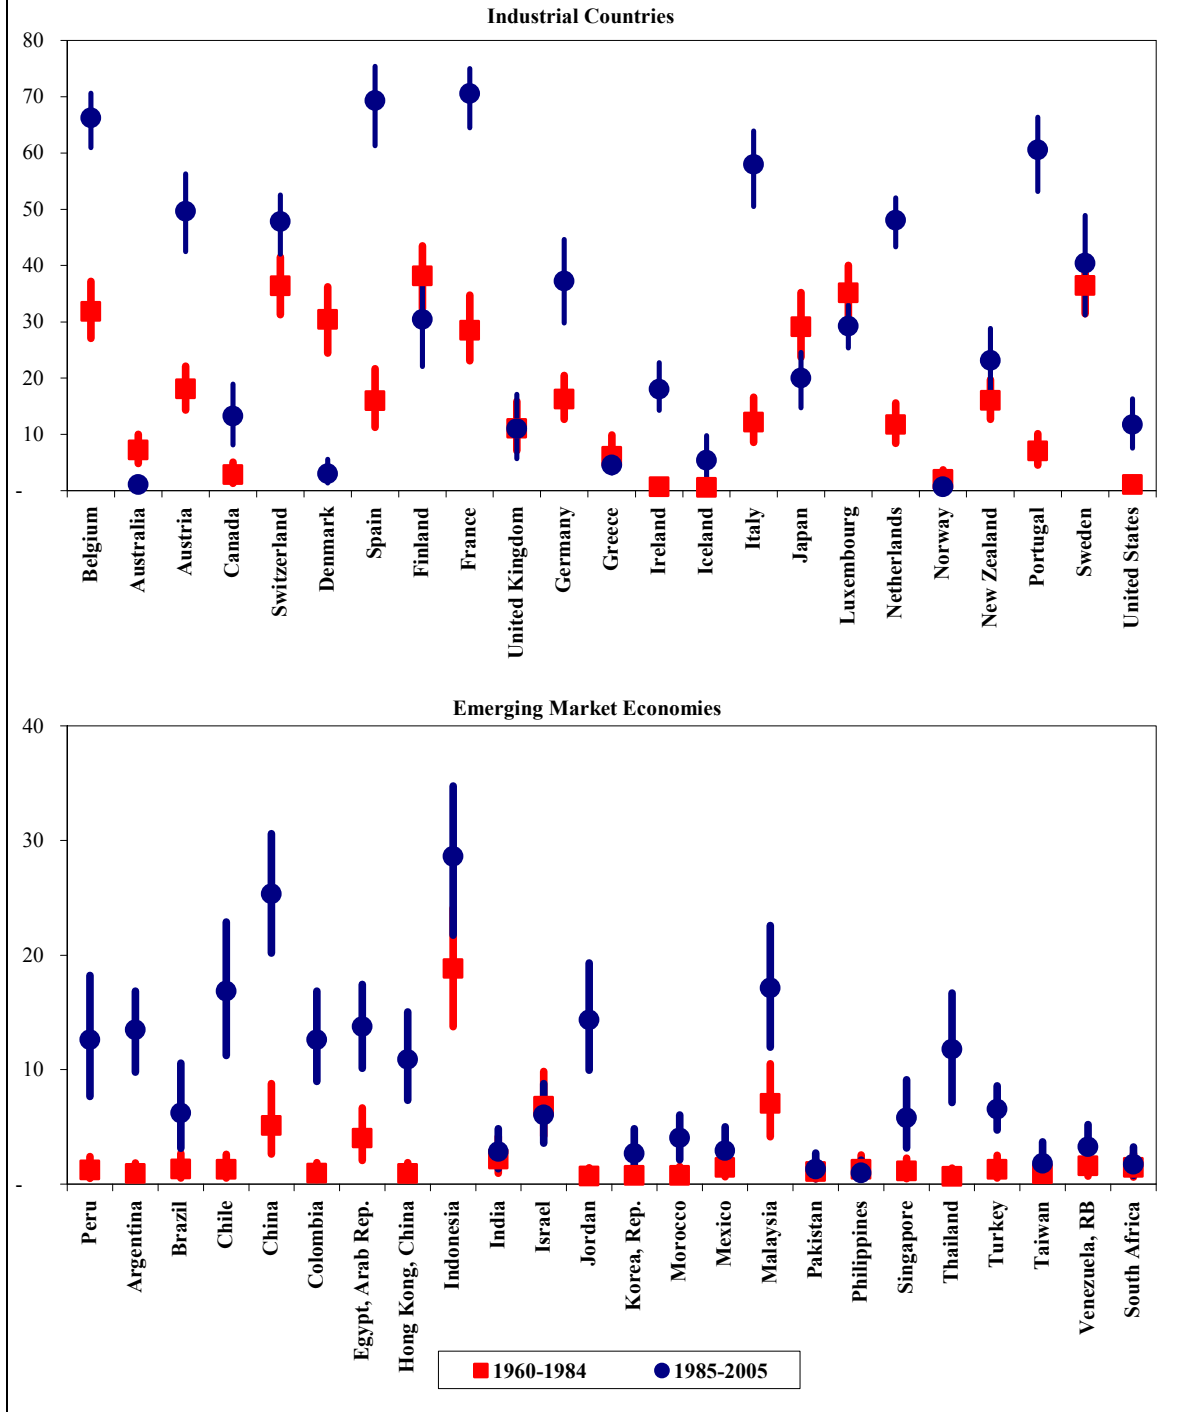 Industrial Countries
80
70
60
50
40
30
20
10
-
Belgium
Australia
Austria
Canada
Switzerland
Denmark
Spain
Finland
France
United Kingdom
Germany
Greece
Ireland
Iceland
Italy
Japan
Luxembourg
Netherlands
Norway
New Zealand
Portugal
Sweden
United States
Emerging Market Economies
40
30
20
10
-
Peru
Argentina
Brazil
Chile
China
Colombia
Egypt, Arab Rep.
Hong Kong, China
Indonesia
India
Israel
Jordan
Korea, Rep.
Morocco
Mexico
Malaysia
Pakistan
Philippines
Singapore
Thailand
Turkey
Taiwan
Venezuela, RB
South Africa
1960-1984
1985-2005